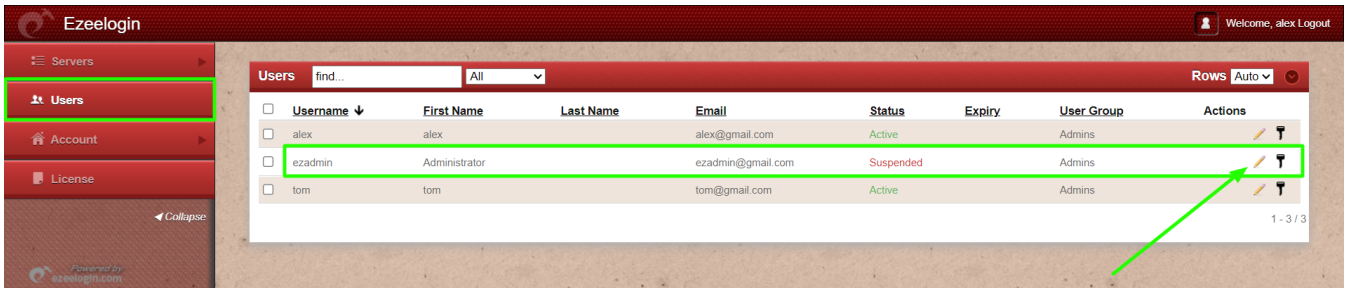 Ezeelogin
Welcome, alex Logout
Servers
Users
Account
License
Collapse
Powered by
ezeelogin.com
Users find... All Rows Auto
Username First Name Last Name Email Status Expiry User Group Actions
alex alex alex@gmail.com Active Admins
ezadmin Administrator ezadmin@gmail.com Suspended Admins
tom tom tom@gmail.com Active Admins
1 - 3 / 3